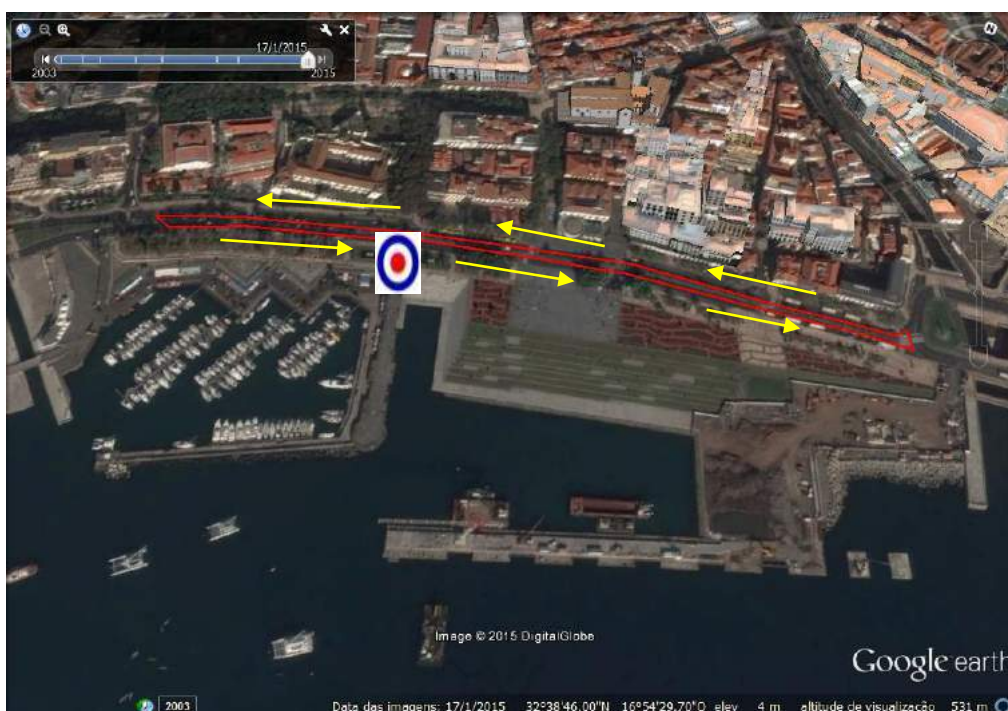 17/1/2015
2003
2015
Image © 2015 DigitalGlobe
Google earth
2003
Data das imagens: 17/1/2015 32°38'46.00"N 16°54'29.70"O elev 4 m altitude de visualização 531 m